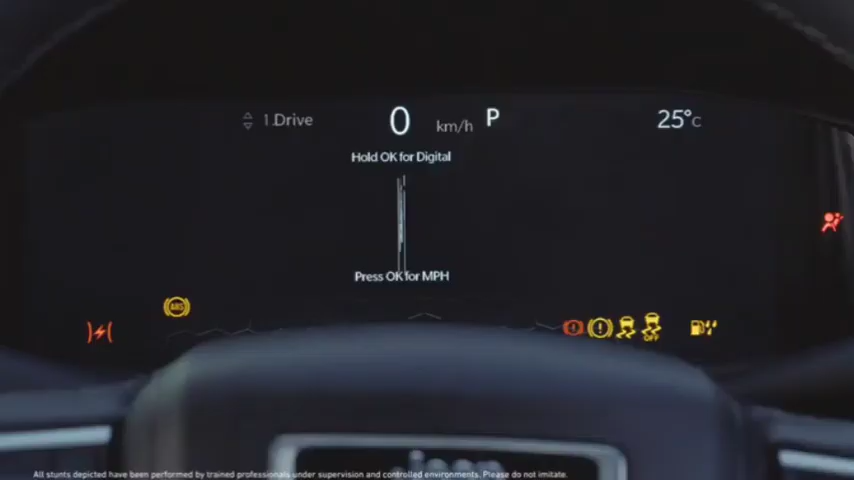 1.Drive 0 km/h P 25°c
Hold OK for Digital
Press OK for MPH
ABS
OFF
All stunts depicted have been performed by trained professionals under supervision and controlled environments. Please do not imitate.